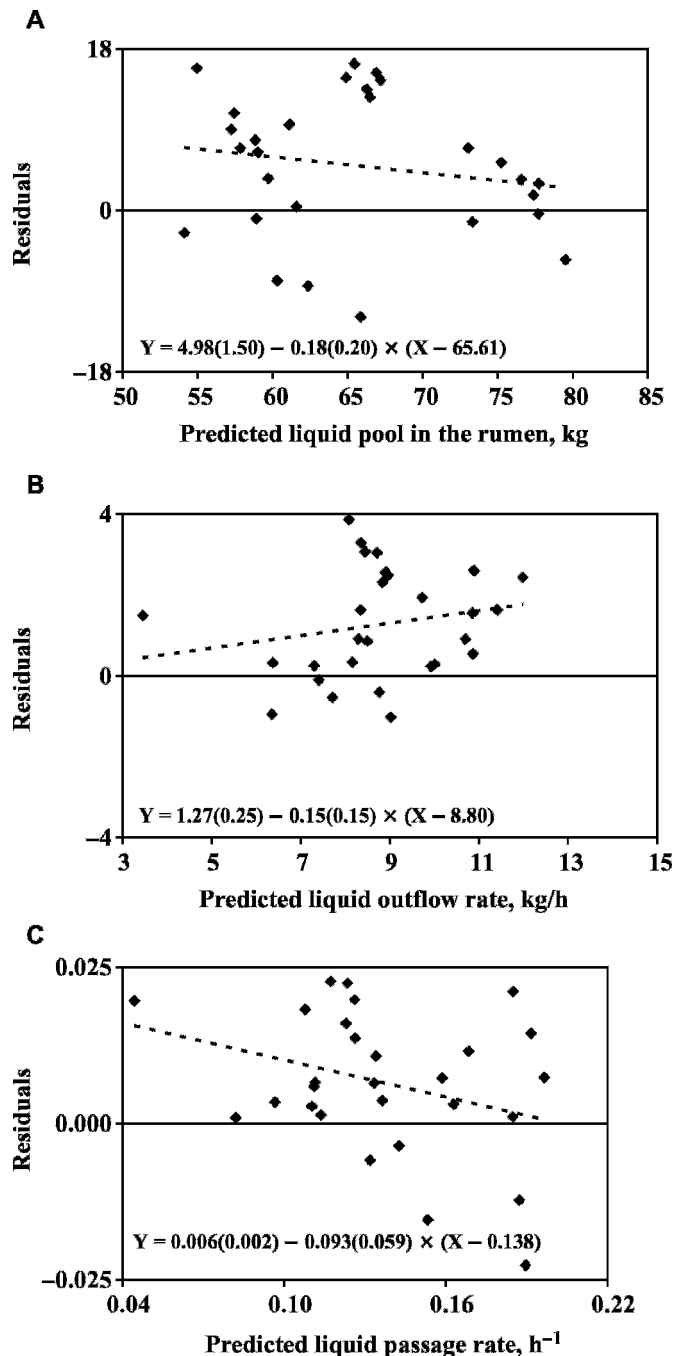 A
18
0
−18
Residuals
Y = 4.98(1.50) − 0.18(0.20) × (X − 65.61)
50 55 60 65 70 75 80 85
Predicted liquid pool in the rumen, kg
B
4
0
−4
Residuals
Y = 1.27(0.25) − 0.15(0.15) × (X − 8.80)
3 5 7 9 11 13 15
Predicted liquid outflow rate, kg/h
C
0.025
0.000
−0.025
Residuals
Y = 0.006(0.002) − 0.093(0.059) × (X − 0.138)
0.04 0.10 0.16 0.22
Predicted liquid passage rate, h⁻¹